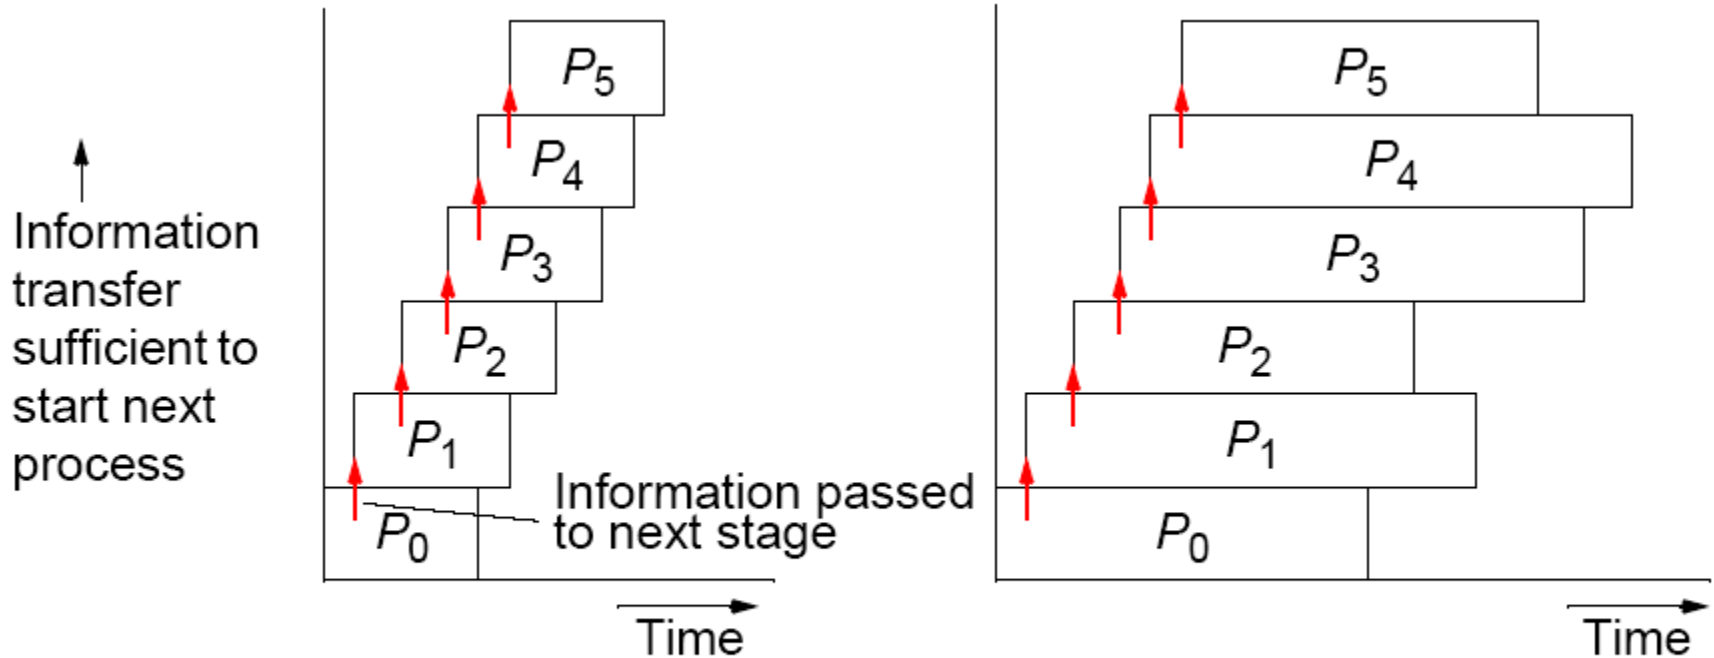 Information
transfer
sufficient to
start next
process
P5
P4
P3
P2
P1
P0
Information passed
to next stage
Time
P5
P4
P3
P2
P1
P0
Time